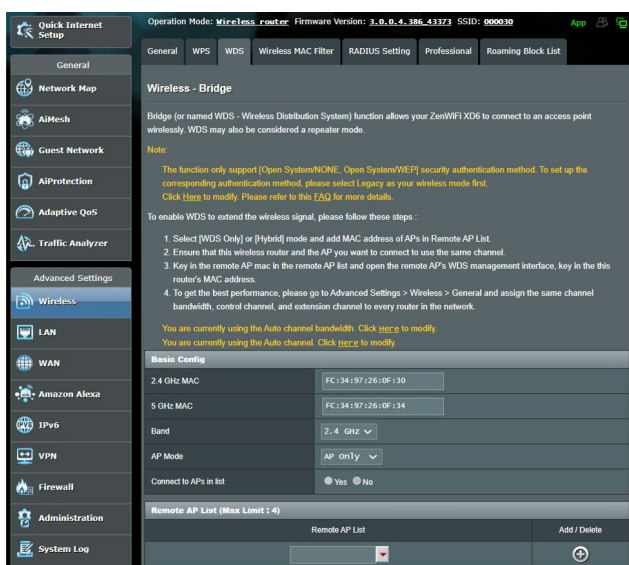 Quick Internet
Setup
Operation Mode: Wireless router Firmware Version: 3.0.0.4.386_43373 SSID: 000030
App
General
WPS
WDS
Wireless MAC Filter
RADIUS Setting
Professional
Roaming Block List
General
Network Map
AiMesh
Guest Network
AiProtection
Adaptive QoS
Traffic Analyzer
Advanced Settings
Wireless
LAN
WAN
Amazon Alexa
IPv6
VPN
Firewall
Administration
System Log
Wireless - Bridge
Bridge (or named WDS - Wireless Distribution System) function allows your ZenWiFI XD6 to connect to an access point
wirelessly. WDS may also be considered a repeater mode.
Note:
The function only support [Open System/NONE, Open System/WEP] security authentication method. To set up the
corresponding authentication method, please select Legacy as your wireless mode first.
Click Here to modify. Please refer to this FAQ for more details.
To enable WDS to extend the wireless signal, please follow these steps :
1. Select [WDS Only] or [Hybrid] mode and add MAC address of APs in Remote AP List.
2. Ensure that this wireless router and the AP you want to connect to use the same channel.
3. Key in the remote AP mac in the remote AP list and open the remote AP's WDS management interface, key in the this
router's MAC address.
4. To get the best performance, please go to Advanced Settings > Wireless > General and assign the same channel
bandwidth, control channel, and extension channel to every router in the network.
You are currently using the Auto channel bandwidth. Click Here to modify.
You are currently using the Auto channel. Click Here to modify.
Basic Config
2.4 GHz MAC
FC:34:97:26:0F:30
5 GHz MAC
FC:34:97:26:0F:34
Band
2.4 GHz
AP Mode
AP Only
Connect to APs in list
Yes No
Remote AP List (Max Limit : 4)
Remote AP List
Add / Delete